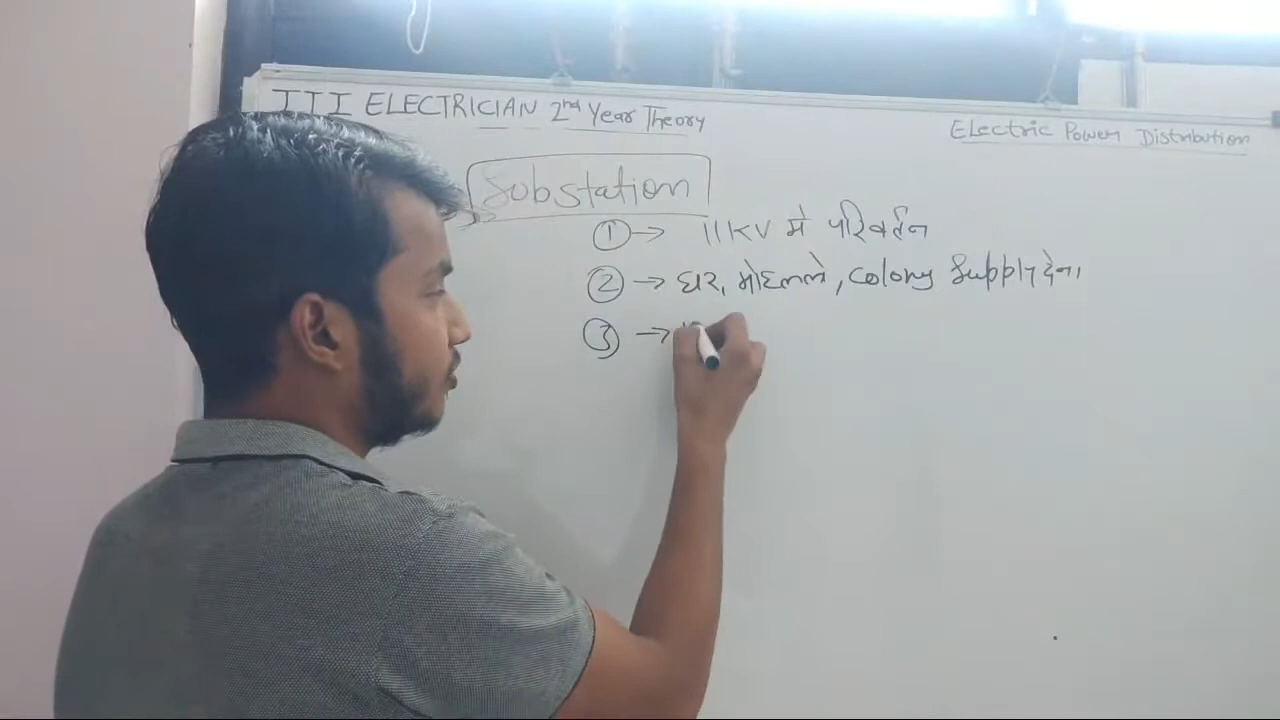 ITI ELECTRICIAN 2nd Year Theory
Electric Power Distribution
Substation
① → 11KV मे परिवर्तन
② → घर, मोहल्ले, colony Supply देना
③ →